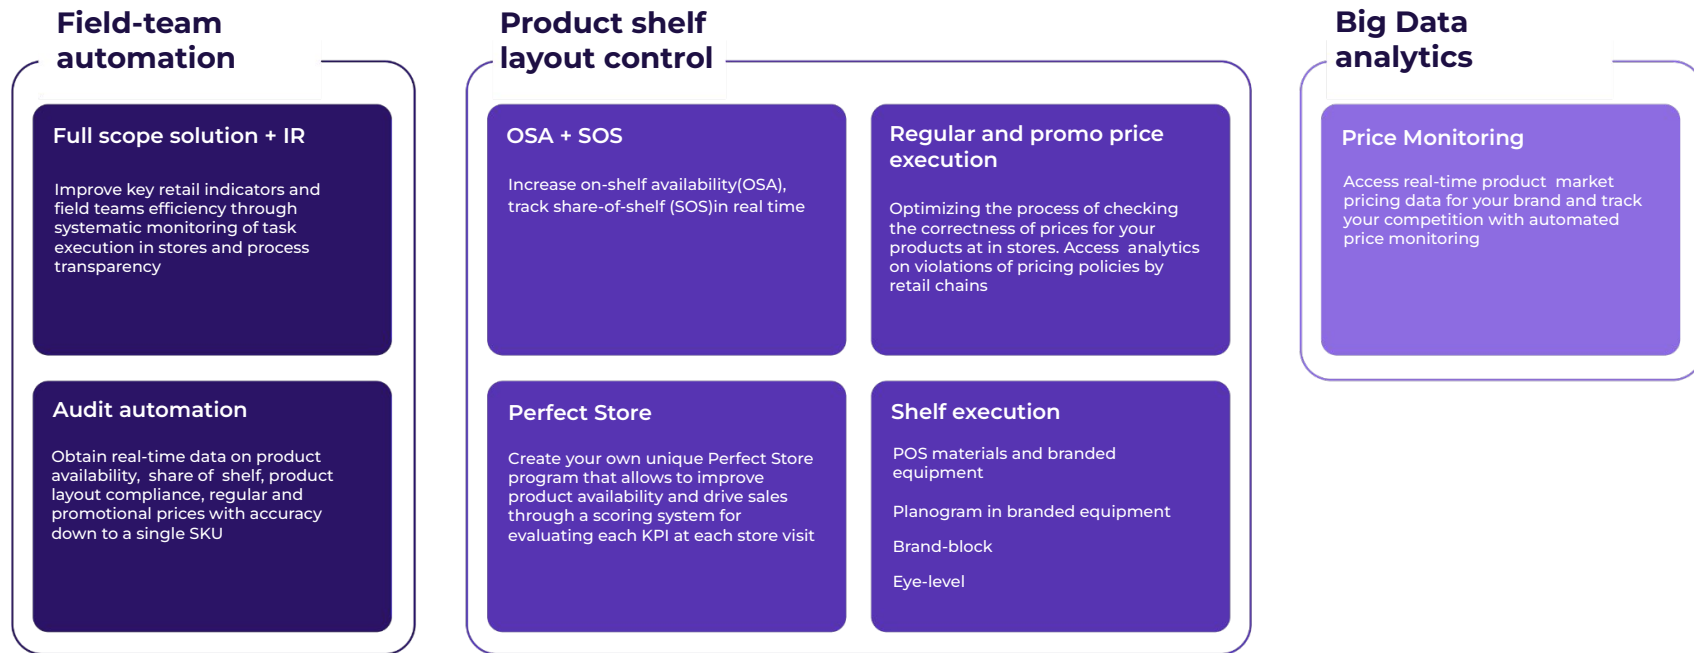 Field-team
automation
Full scope solution + IR
Improve key retail indicators and
field teams efficiency through
systematic monitoring of task
execution in stores and process
transparency
Audit automation
Obtain real-time data on product
availability, share of shelf, product
layout compliance, regular and
promotional prices with accuracy
down to a single SKU
Product shelf
layout control
OSA + SOS
Increase on-shelf availability(OSA),
track share-of-shelf (SOS)in real time
Regular and promo price
execution
Optimizing the process of checking
the correctness of prices for your
products at in stores. Access analytics
on violations of pricing policies by
retail chains
Perfect Store
Create your own unique Perfect Store
program that allows to improve
product availability and drive sales
through a scoring system for
evaluating each KPI at each store visit
Shelf execution
POS materials and branded
equipment
Planogram in branded equipment
Brand-block
Eye-level
Big Data
analytics
Price Monitoring
Access real-time product market
pricing data for your brand and track
your competition with automated
price monitoring